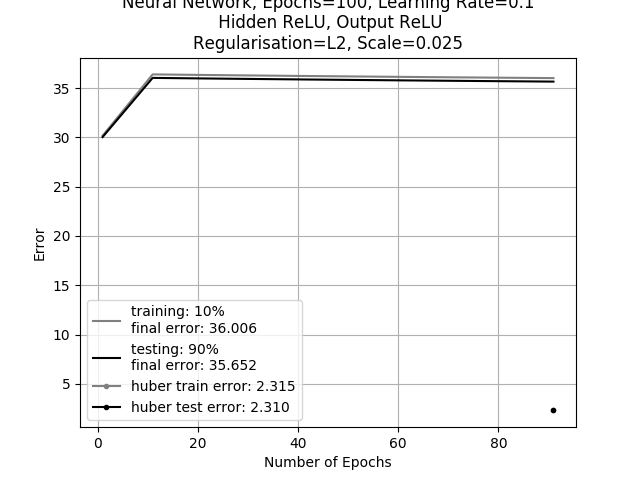 Neural Network, Epochs=100, Learning Rate=0.1
Hidden ReLU, Output ReLU
Regularisation=L2, Scale=0.025
35
30
25
20
15
10
5
Error
training: 10%
final error: 36.006
testing: 90%
final error: 35.652
huber train error: 2.315
huber test error: 2.310
0 20 40 60 80
Number of Epochs